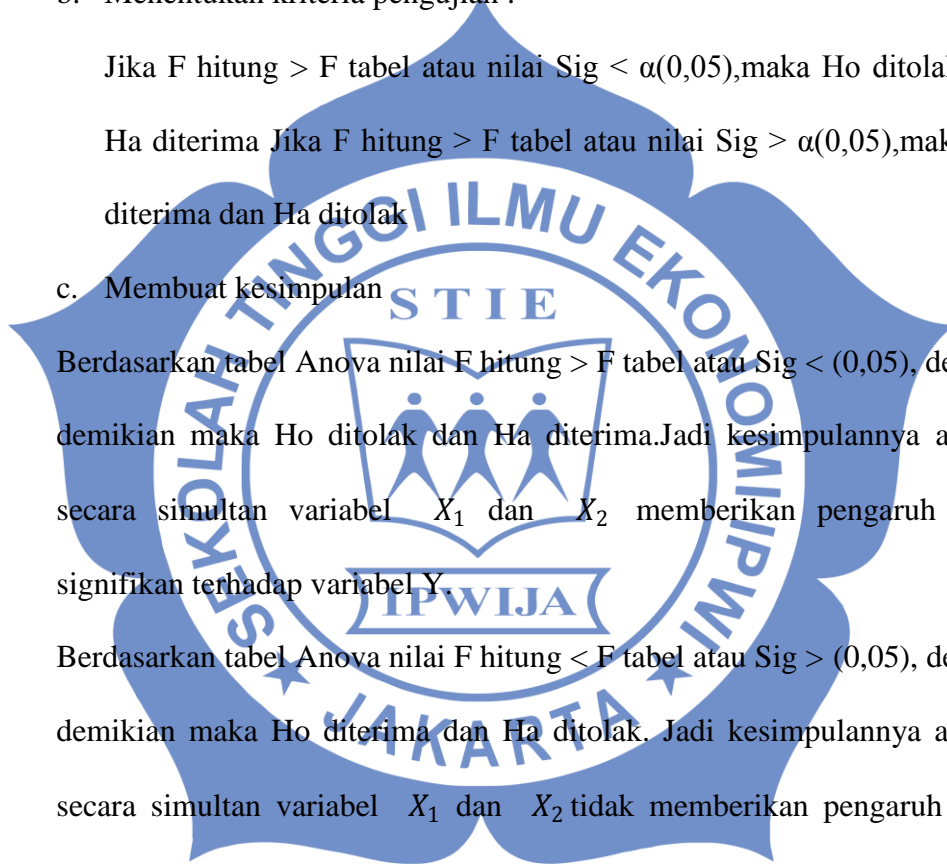 b. Menentukan kriteria pengujian :
Jika F hitung > F tabel atau nilai Sig < α(0,05),maka Ho ditolak
Ha diterima Jika F hitung > F tabel atau nilai Sig > α(0,05),mak
diterima dan Ha ditolak
c. Membuat kesimpulan
Berdasarkan tabel Anova nilai F hitung > F tabel atau Sig < (0,05), de
demikian maka Ho ditolak dan Ha diterima.Jadi kesimpulannya a
secara simultan variabel X₁ dan X₂ memberikan pengaruh
signifikan terhadap variabel Y.
Berdasarkan tabel Anova nilai F hitung < F tabel atau Sig > (0,05), de
demikian maka Ho diterima dan Ha ditolak. Jadi kesimpulannya a
secara simultan variabel X₁ dan X₂ tidak memberikan pengaruh
SEKOLAH TINGGI ILMU EKONOMI IPWI
STIE
IPWIJA
JAKARTA